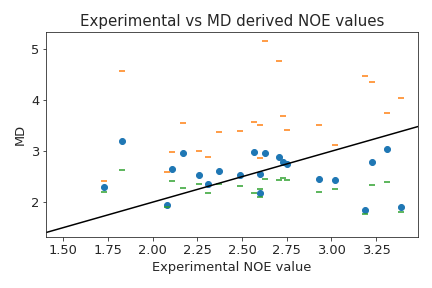 Experimental vs MD derived NOE values
5
4
3
2
MD
1.50 1.75 2.00 2.25 2.50 2.75 3.00 3.25
Experimental NOE value